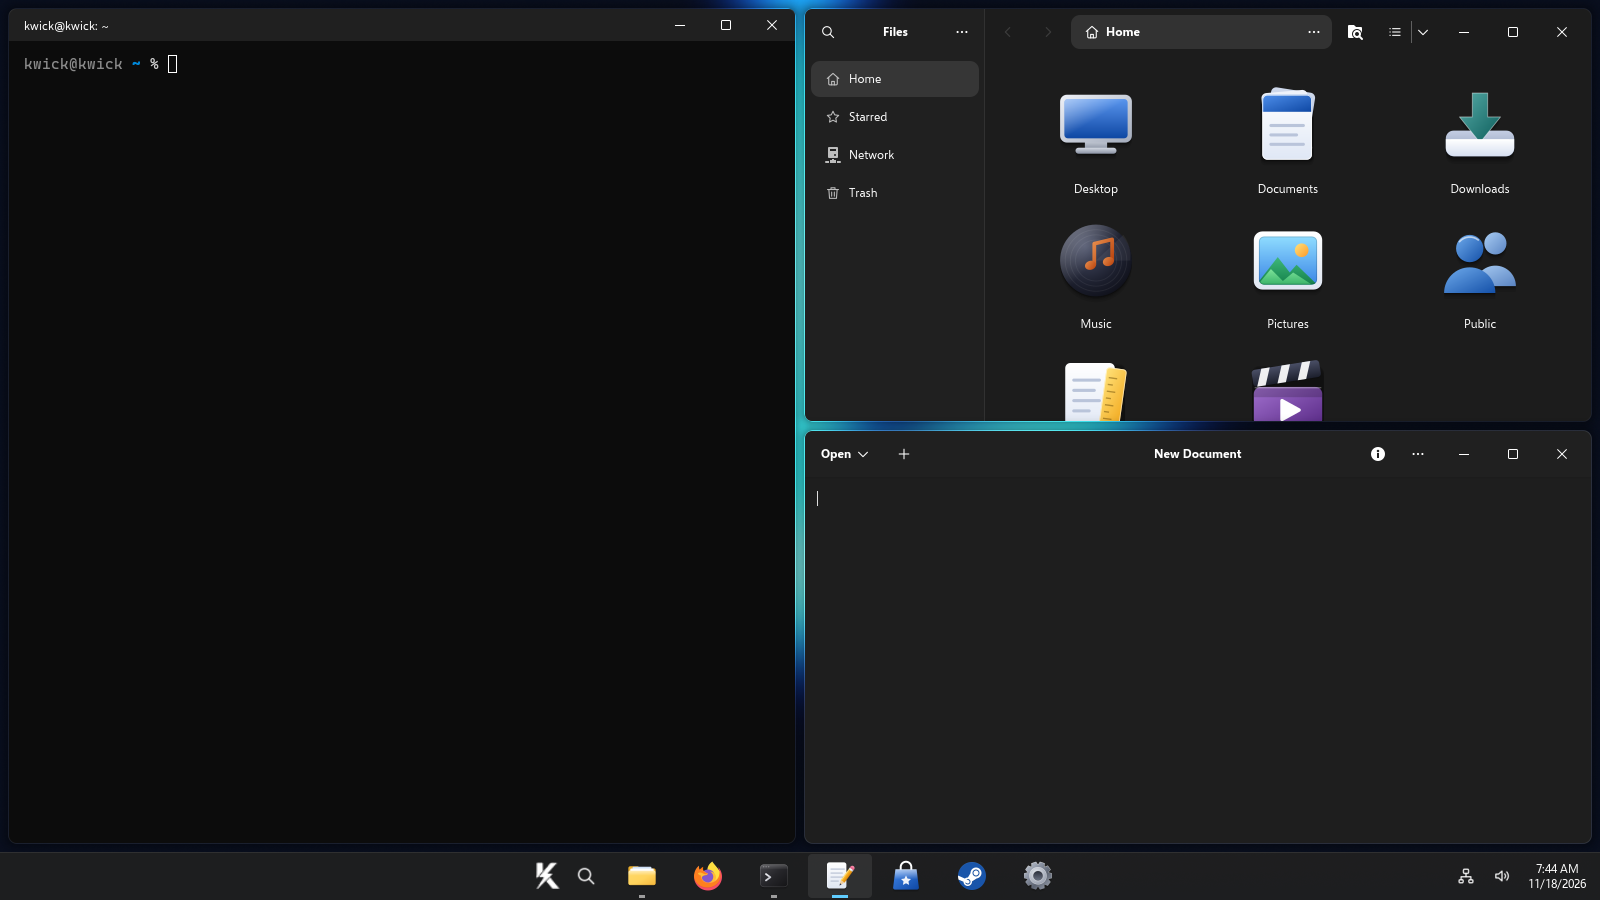 kwick@kwick: ~
kwick@kwick ~ %
Files
Home
Home
Starred
Network
Trash
Desktop
Documents
Downloads
Music
Pictures
Public
Open
New Document
7:44 AM
11/18/2026